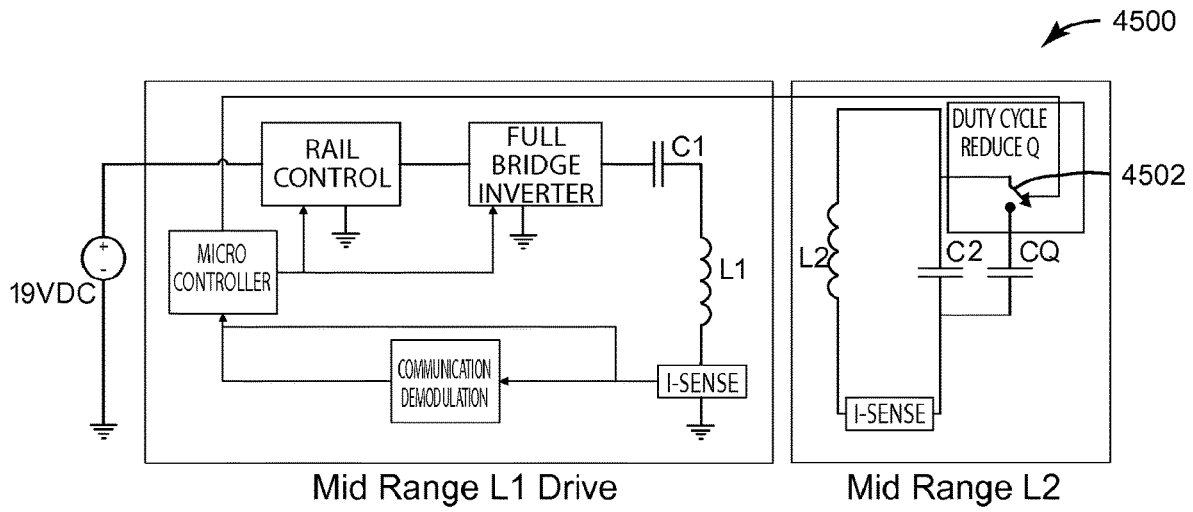 4500
DUTY CYCLE
REDUCE Q
4502
RAIL
CONTROL
FULL
BRIDGE
INVERTER
C1
L1
MICRO
CONTROLLER
+
-
19VDC
COMMUNICATION
DEMODULATION
I-SENSE
L2
C2
CQ
I-SENSE
Mid Range L1 Drive
Mid Range L2